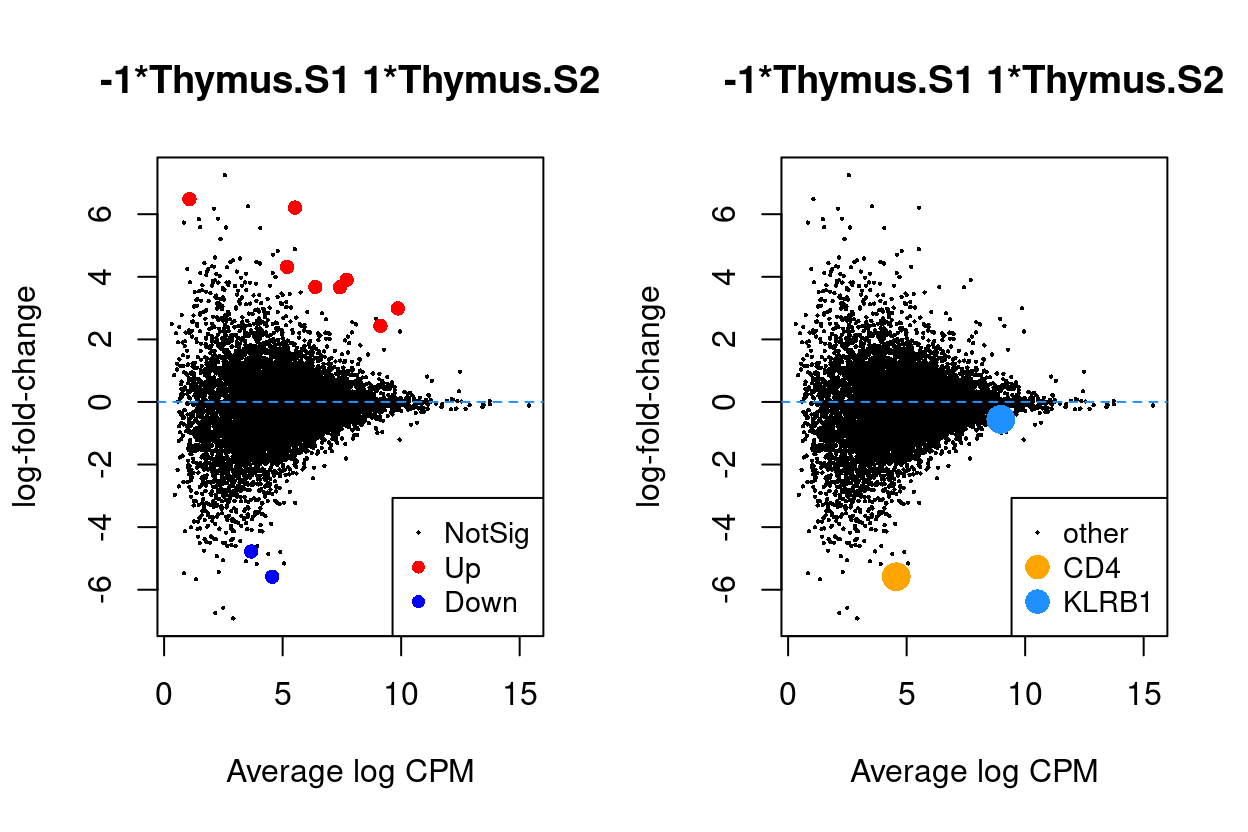 -1*Thymus.S1 1*Thymus.S2
log-fold-change
6
4
2
0
-2
-4
-6
NotSig
Up
Down
0 5 10 15
Average log CPM
-1*Thymus.S1 1*Thymus.S2
log-fold-change
6
4
2
0
-2
-4
-6
other
CD4
KLRB1
0 5 10 15
Average log CPM